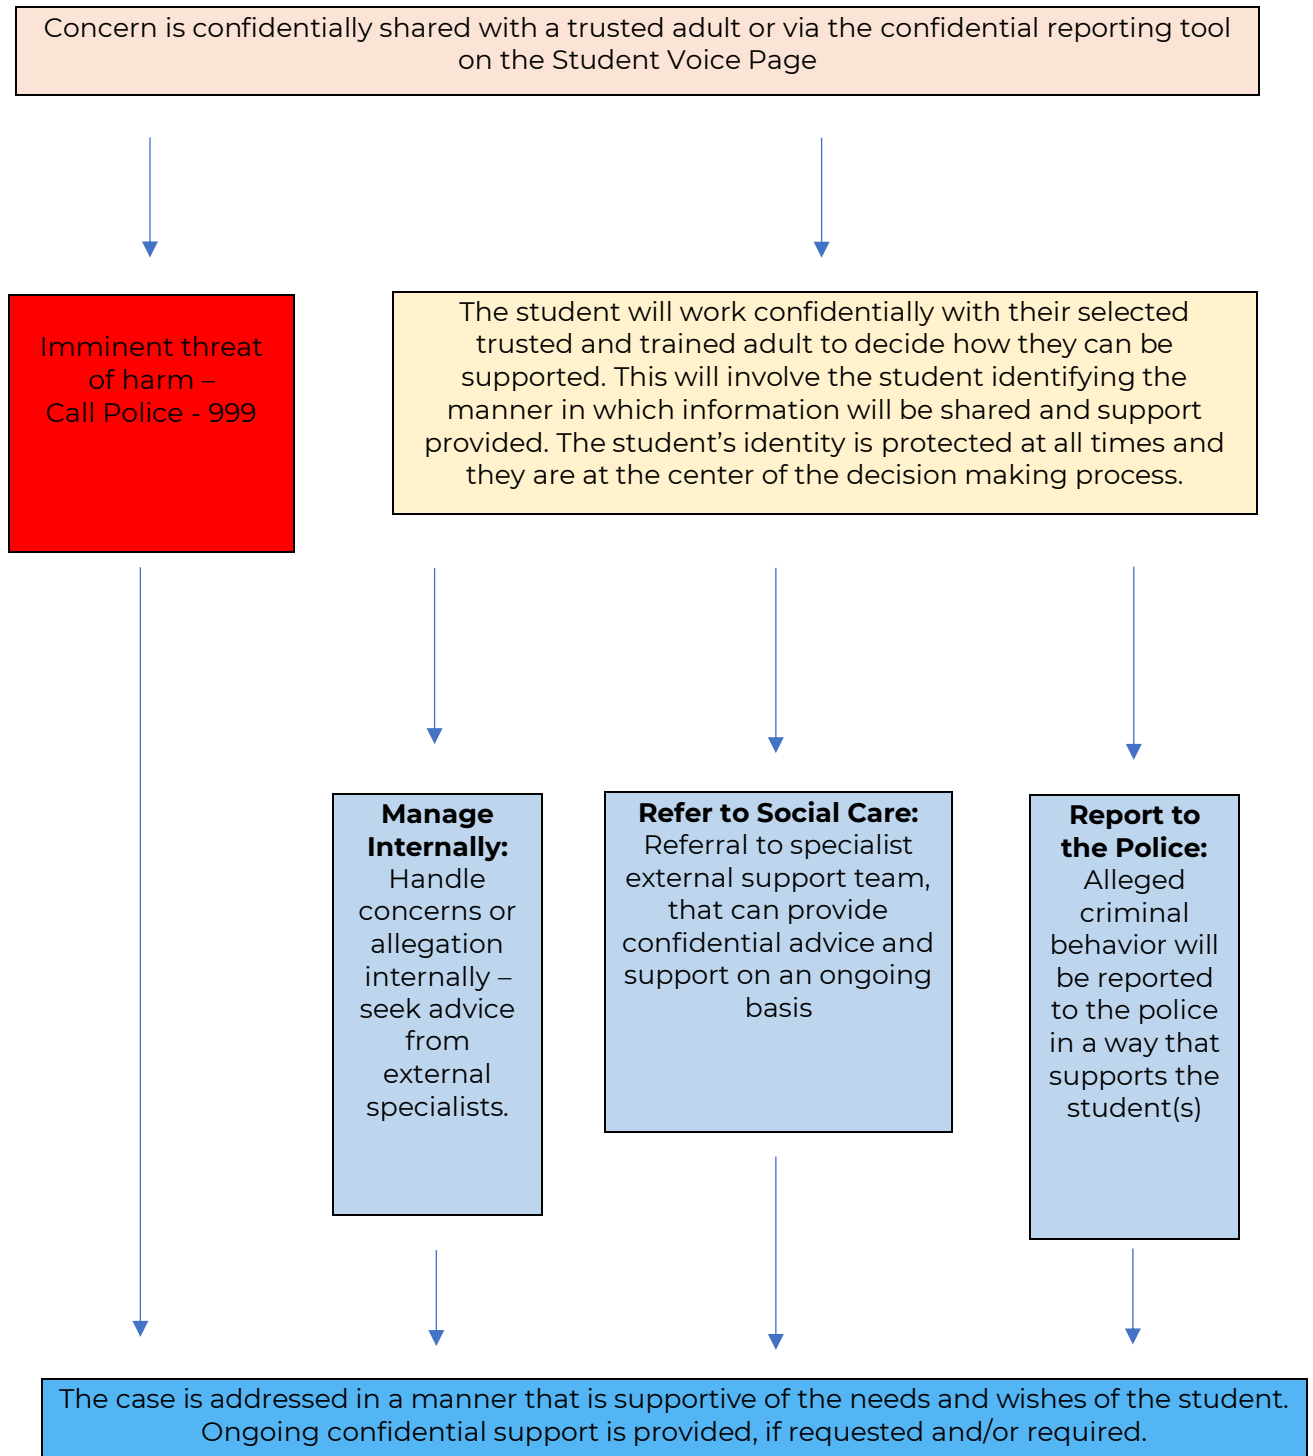 Concern is confidentially shared with a trusted adult or via the confidential reporting tool
on the Student Voice Page
Imminent threat
of harm –
Call Police - 999
The student will work confidentially with their selected
trusted and trained adult to decide how they can be
supported. This will involve the student identifying the
manner in which information will be shared and support
provided. The student’s identity is protected at all times and
they are at the center of the decision making process.
Manage
Internally:
Handle
concerns or
allegation
internally –
seek advice
from
external
specialists.
Refer to Social Care:
Referral to specialist
external support team,
that can provide
confidential advice and
support on an ongoing
basis
Report to
the Police:
Alleged
criminal
behavior will
be reported
to the police
in a way that
supports the
student(s)
The case is addressed in a manner that is supportive of the needs and wishes of the student.
Ongoing confidential support is provided, if requested and/or required.